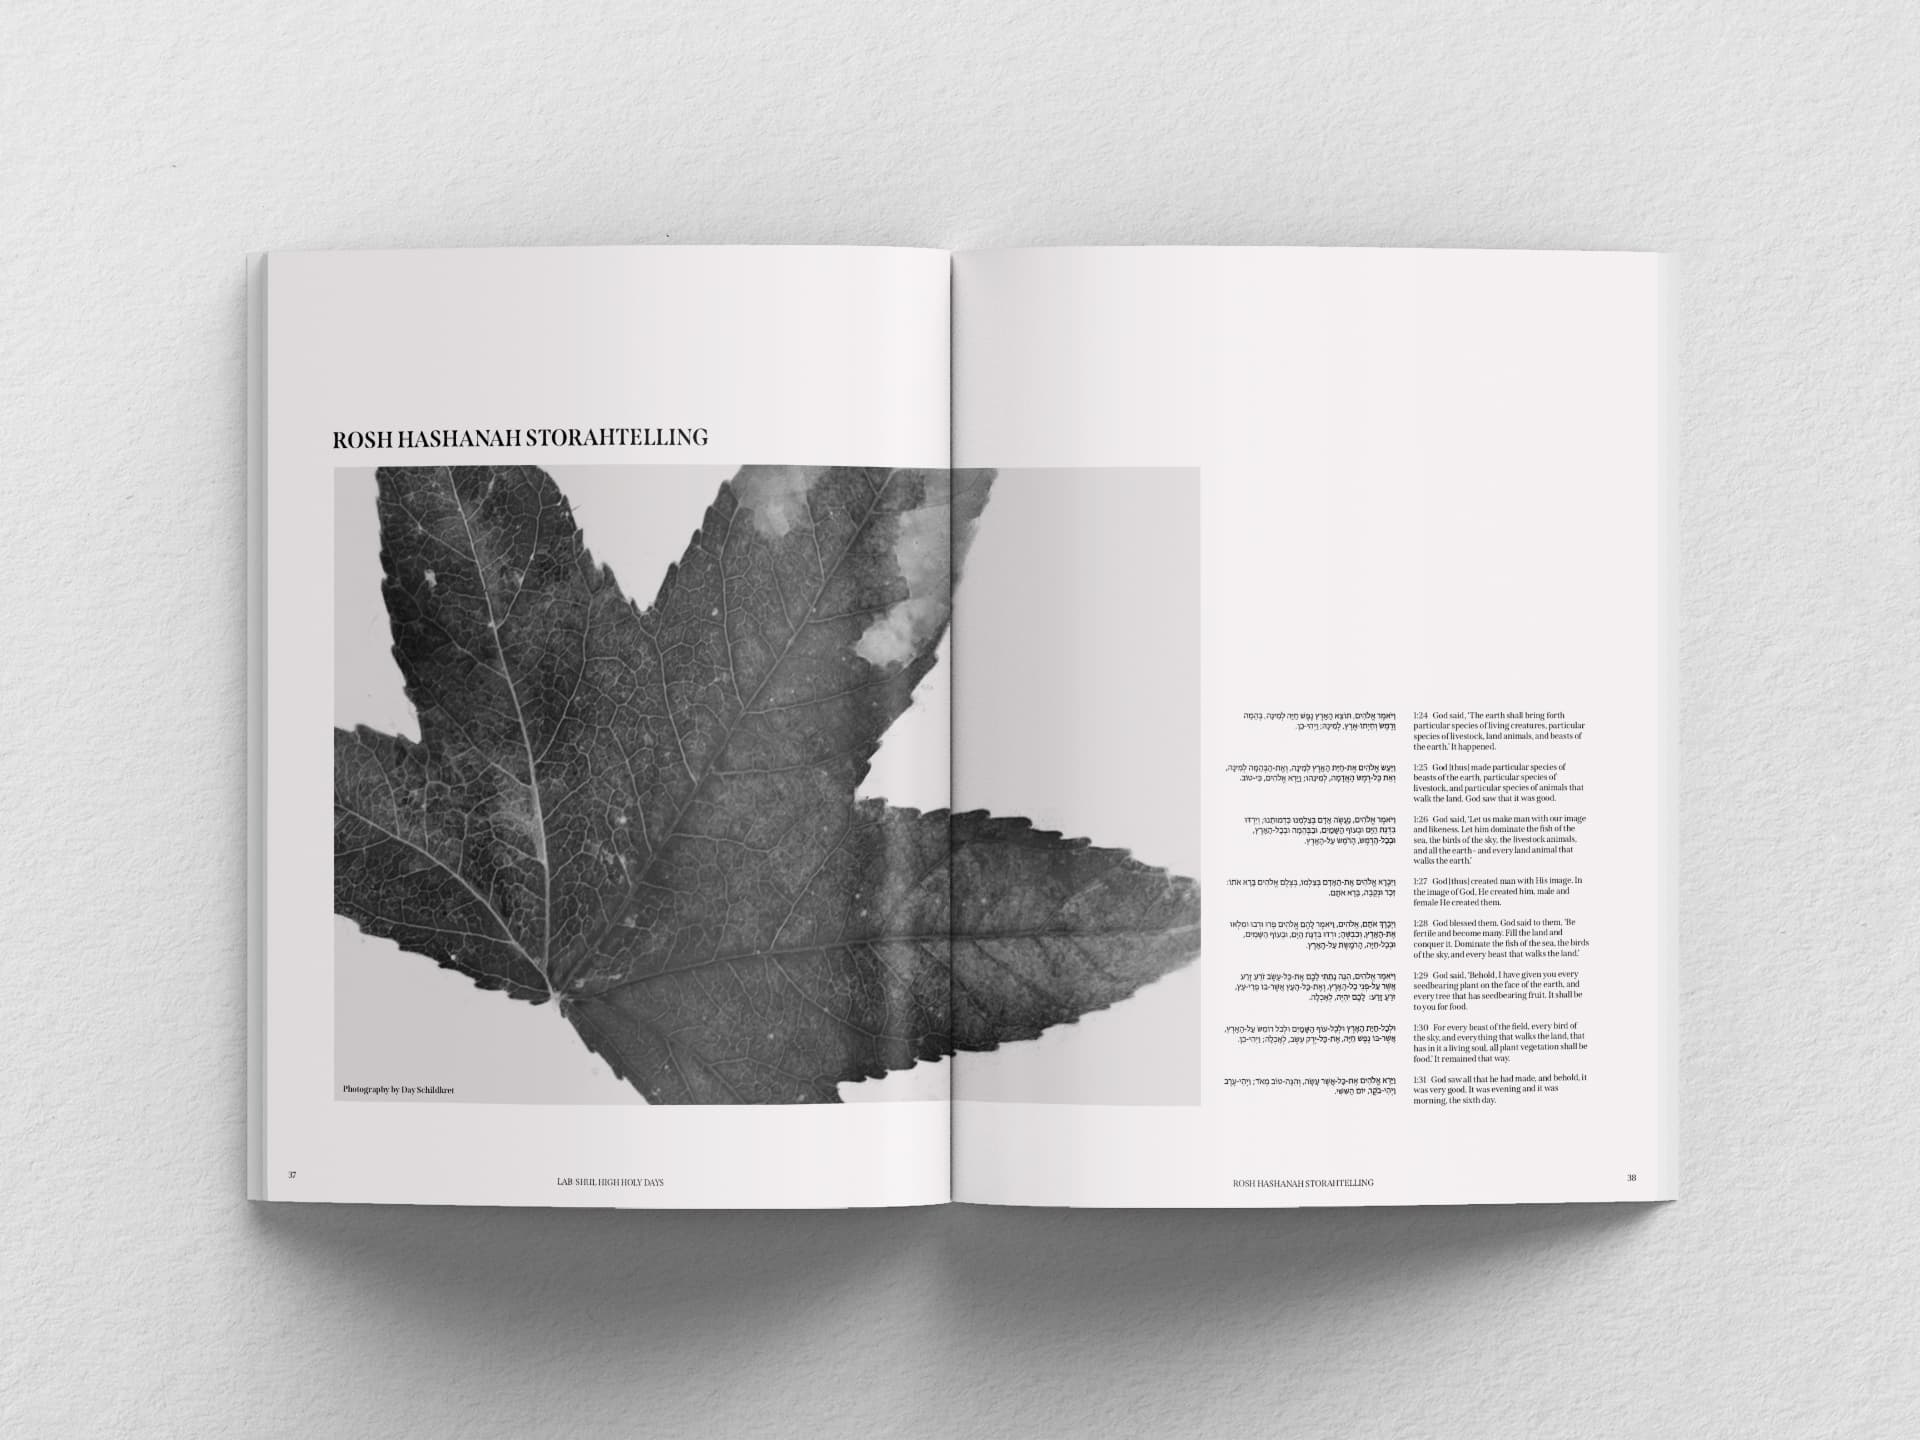 ROSH HASHANAH STORAHTELLING
Photography by Day Schildkret
37
LAB/SHUL HIGH HOLY DAYS
וַיֹּאמֶר אֱלֹהִים, תּוֹצֵא הָאָרֶץ נֶפֶשׁ חַיָּה לְמִינָהּ, בְּהֵמָה
וָרֶמֶשׂ וְחַיְתוֹ-אֶרֶץ, לְמִינָהּ; וַיְהִי-כֵן.
1:24 God said, 'The earth shall bring forth
particular species of living creatures, particular
species of livestock, land animals, and beasts of
the earth.' It happened.
וַיַּעַשׂ אֱלֹהִים אֶת-חַיַּת הָאָרֶץ לְמִינָהּ, וְאֶת-הַבְּהֵמָה לְמִינָהּ,
וְאֵת כָּל-רֶמֶשׂ הָאֲדָמָה, לְמִינֵהוּ; וַיַּרְא אֱלֹהִים, כִּי-טוֹב.
1:25 God [thus] made particular species of
beasts of the earth, particular species of
livestock, and particular species of animals that
walk the land. God saw that it was good.
וַיֹּאמֶר אֱלֹהִים, נַעֲשֶׂה אָדָם בְּצַלְמֵנוּ כִּדְמוּתֵנוּ; וְיִרְדּוּ
בִדְגַת הַיָּם וּבְעוֹף הַשָּׁמַיִם, וּבַבְּהֵמָה וּבְכָל-הָאָרֶץ,
וּבְכָל-הָרֶמֶשׂ, הָרֹמֵשׂ עַל-הָאָרֶץ.
1:26 God said, 'Let us make man with our image
and likeness. Let him dominate the fish of the
sea, the birds of the sky, the livestock animals,
and all the earth - and every land animal that
walks the earth.'
וַיִּבְרָא אֱלֹהִים אֶת-הָאָדָם בְּצַלְמוֹ, בְּצֶלֶם אֱלֹהִים בָּרָא אֹתוֹ:
זָכָר וּנְקֵבָה, בָּרָא אֹתָם.
1:27 God [thus] created man with His image. In
the image of God, He created him, male and
female He created them.
וַיְבָרֶךְ אֹתָם, אֱלֹהִים, וַיֹּאמֶר לָהֶם אֱלֹהִים פְּרוּ וּרְבוּ וּמִלְאוּ
אֶת-הָאָרֶץ, וְכִבְשֻׁהָ; וּרְדוּ בִּדְגַת הַיָּם, וּבְעוֹף הַשָּׁמַיִם,
וּבְכָל-חַיָּה, הָרֹמֶשֶׂת עַל-הָאָרֶץ.
1:28 God blessed them. God said to them, 'Be
fertile and become many. Fill the land and
conquer it. Dominate the fish of the sea, the birds
of the sky, and every beast that walks the land.'
וַיֹּאמֶר אֱלֹהִים, הִנֵּה נָתַתִּי לָכֶם אֶת-כָּל-עֵשֶׂב זֹרֵעַ זֶרַע
אֲשֶׁר עַל-פְּנֵי כָל-הָאָרֶץ, וְאֶת-כָּל-הָעֵץ אֲשֶׁר-בּוֹ פְרִי-עֵץ,
זֹרֵעַ זָרַע: לָכֶם יִהְיֶה, לְאָכְלָה.
1:29 God said, 'Behold, I have given you every
seedbearing plant on the face of the earth, and
every tree that has seedbearing fruit. It shall be
to you for food.
וּלְכָל-חַיַּת הָאָרֶץ וּלְכָל-עוֹף הַשָּׁמַיִם וּלְכֹל רוֹמֵשׂ עַל-הָאָרֶץ,
אֲשֶׁר-בּוֹ נֶפֶשׁ חַיָּה, אֶת-כָּל-יֶרֶק עֵשֶׂב, לְאָכְלָה; וַיְהִי-כֵן.
1:30 For every beast of the field, every bird of
the sky, and everything that walks the land, that
has in it a living soul, all plant vegetation shall be
food.' It remained that way.
וַיַּרְא אֱלֹהִים אֶת-כָּל-אֲשֶׁר עָשָׂה, וְהִנֵּה-טוֹב מְאֹד; וַיְהִי-עֶרֶב
וַיְהִי-בֹקֶר, יוֹם הַשִּׁשִּׁי.
1:31 God saw all that he had made, and behold, it
was very good. It was evening and it was
morning, the sixth day.
ROSH HASHANAH STORAHTELLING
38